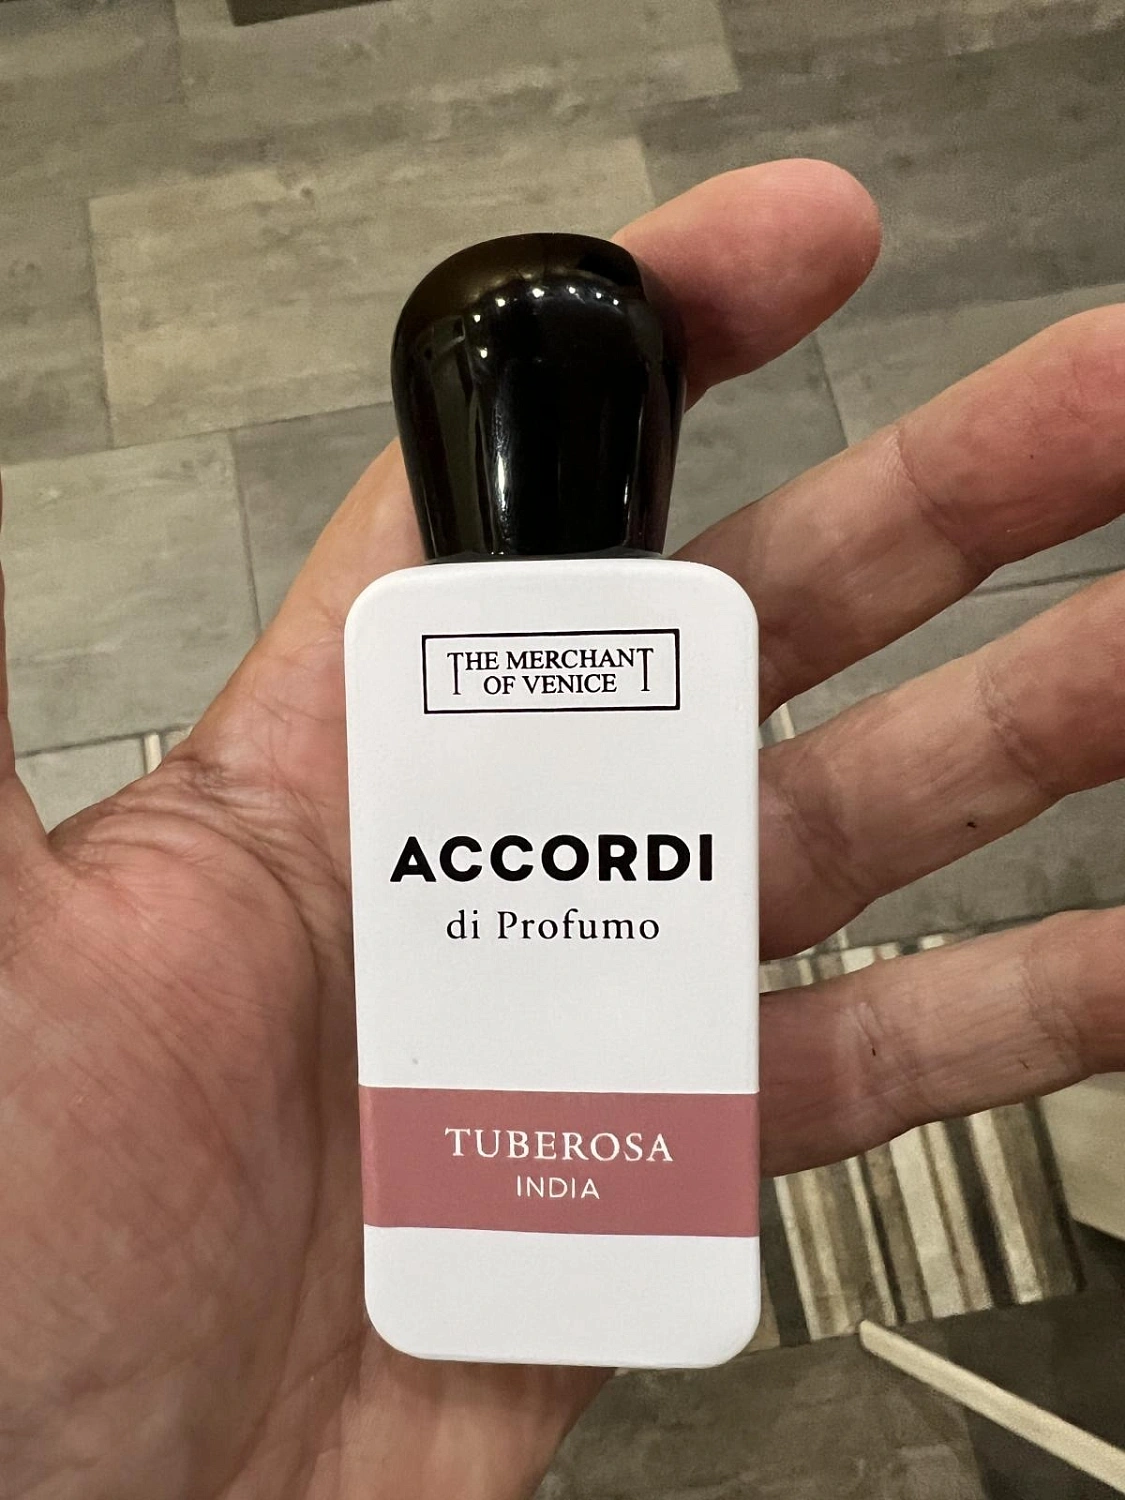 THE MERCHANT
OF VENICE
ACCORDI
di Profumo
TUBEROSA
INDIA